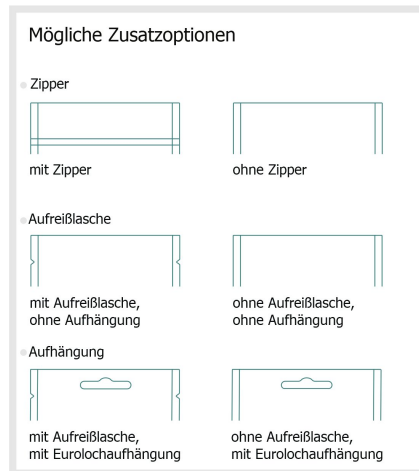 Mögliche Zusatzoptionen
Zipper
mit Zipper
ohne Zipper
Aufreißlasche
mit Aufreißlasche,
ohne Aufhängung
ohne Aufreißlasche,
ohne Aufhängung
Aufhängung
mit Aufreißlasche,
mit Eurolochaufhängung
ohne Aufreißlasche,
mit Eurolochaufhängung